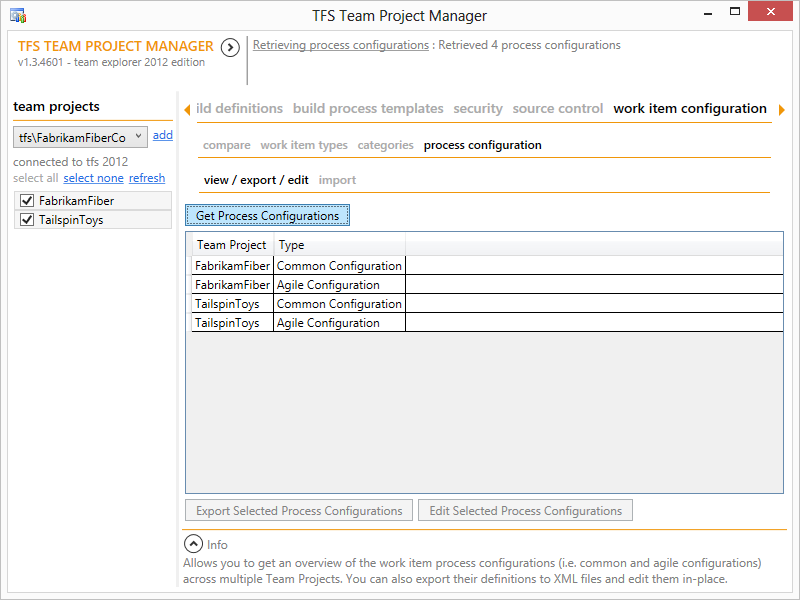 TFS Team Project Manager
TFS TEAM PROJECT MANAGER
v1.3.4601 - team explorer 2012 edition
Retrieving process configurations : Retrieved 4 process configurations
team projects
tfs\FabrikamFiberCo
add
connected to tfs 2012
select all select none refresh
FabrikamFiber
TailspinToys
ild definitions build process templates security source control work item configuration
compare work item types categories process configuration
view / export / edit import
Get Process Configurations
Team Project Type
FabrikamFiber Common Configuration
FabrikamFiber Agile Configuration
TailspinToys Common Configuration
TailspinToys Agile Configuration
Export Selected Process Configurations Edit Selected Process Configurations
Info
Allows you to get an overview of the work item process configurations (i.e. common and agile configurations)
across multiple Team Projects. You can also export their definitions to XML files and edit them in-place.